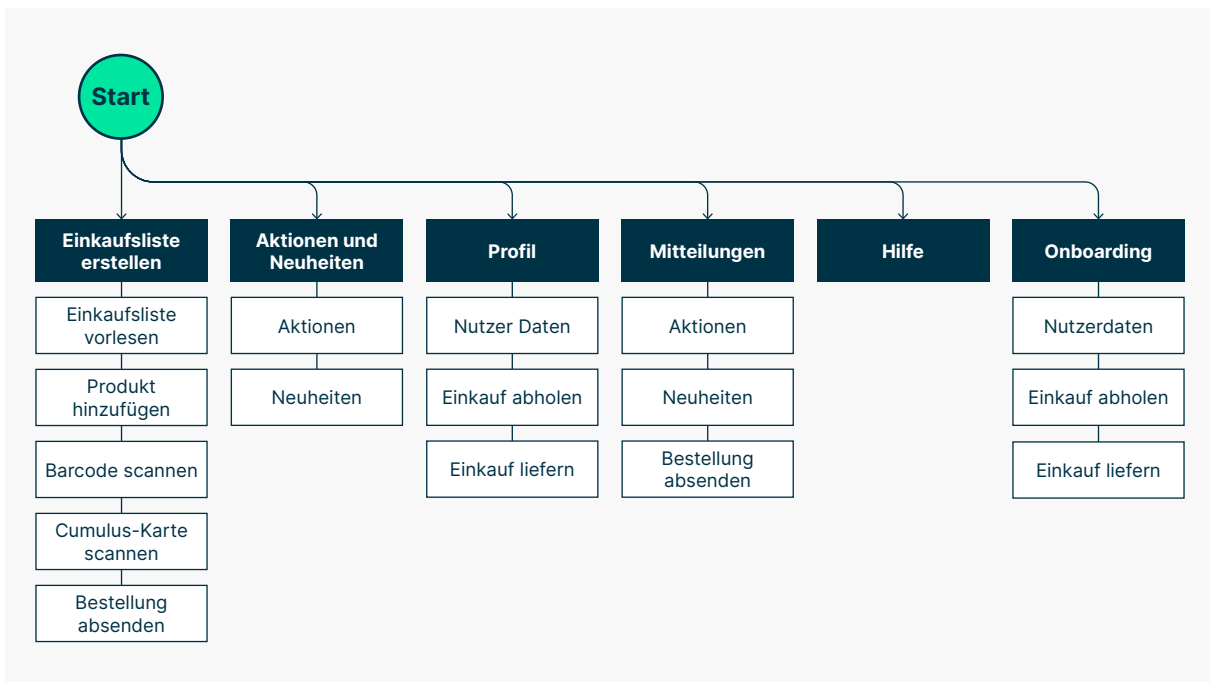 Start
Einkaufsliste
erstellen
Aktionen und
Neuheiten
Profil
Mitteilungen
Hilfe
Onboarding
Einkaufsliste
vorlesen
Produkt
hinzufügen
Barcode scannen
Cumulus-Karte
scannen
Bestellung
absenden
Aktionen
Neuheiten
Nutzer Daten
Einkauf abholen
Einkauf liefern
Aktionen
Neuheiten
Bestellung
absenden
Nutzerdaten
Einkauf abholen
Einkauf liefern